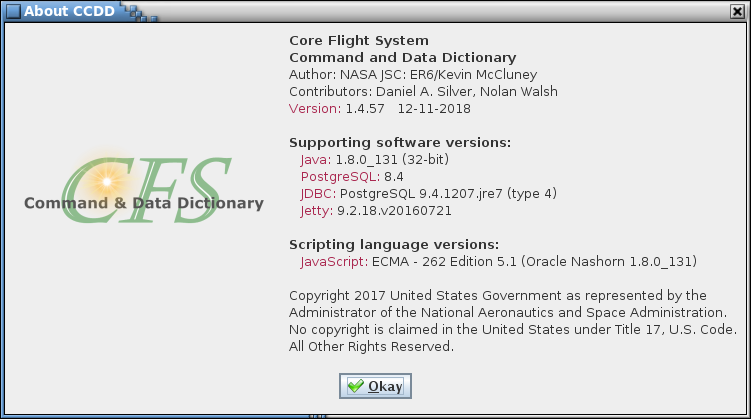 About CCDD
Core Flight System
Command and Data Dictionary
Author: NASA JSC: ER6/Kevin McCluney
Contributors: Daniel A. Silver, Nolan Walsh
Version: 1.4.57 12-11-2018
Supporting software versions:
Java: 1.8.0_131 (32-bit)
PostgreSQL: 8.4
JDBC: PostgreSQL 9.4.1207.jre7 (type 4)
Jetty: 9.2.18.v20160721
CFS
Command & Data Dictionary
Scripting language versions:
JavaScript: ECMA - 262 Edition 5.1 (Oracle Nashorn 1.8.0_131)
Copyright 2017 United States Government as represented by the
Administrator of the National Aeronautics and Space Administration.
No copyright is claimed in the United States under Title 17, U.S. Code.
All Other Rights Reserved.
Okay